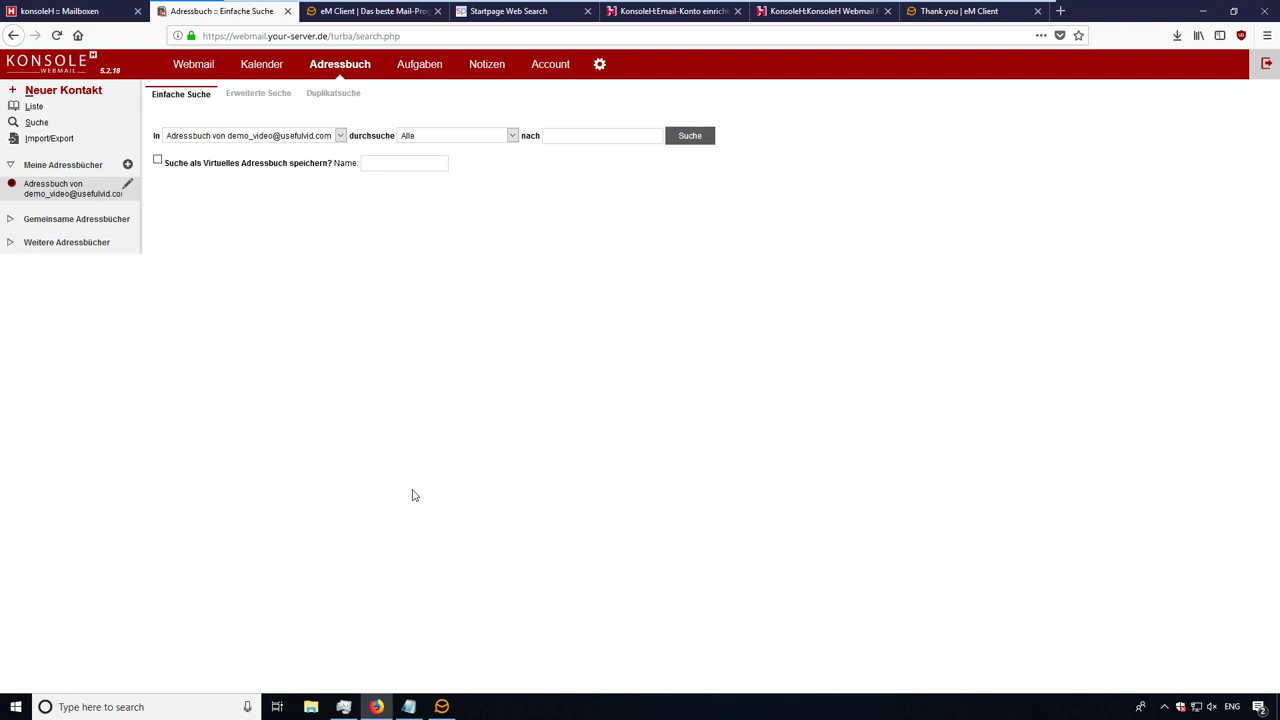 konsoleH :: Mailboxen
Adressbuch :: Einfache Suche
eM Client | Das beste Mail-Prog
Startpage Web Search
KonsoleH:Email-Konto einricht
KonsoleH:KonsoleH Webmail
Thank you | eM Client
https://webmail.your-server.de/turba/search.php
KONSOLE H
WEBMAIL 5.2.18
Webmail
Kalender
Adressbuch
Aufgaben
Notizen
Account
+ Neuer Kontakt
Liste
Suche
Import/Export
Meine Adressbücher
Adressbuch von
demo_video@usefulvid.co
Gemeinsame Adressbücher
Weitere Adressbücher
Einfache Suche
Erweiterte Suche
Duplikatsuche
In Adressbuch von demo_video@usefulvid.com durchsuche Alle nach Suche
Suche als Virtuelles Adressbuch speichern? Name:
Type here to search
ENG
2